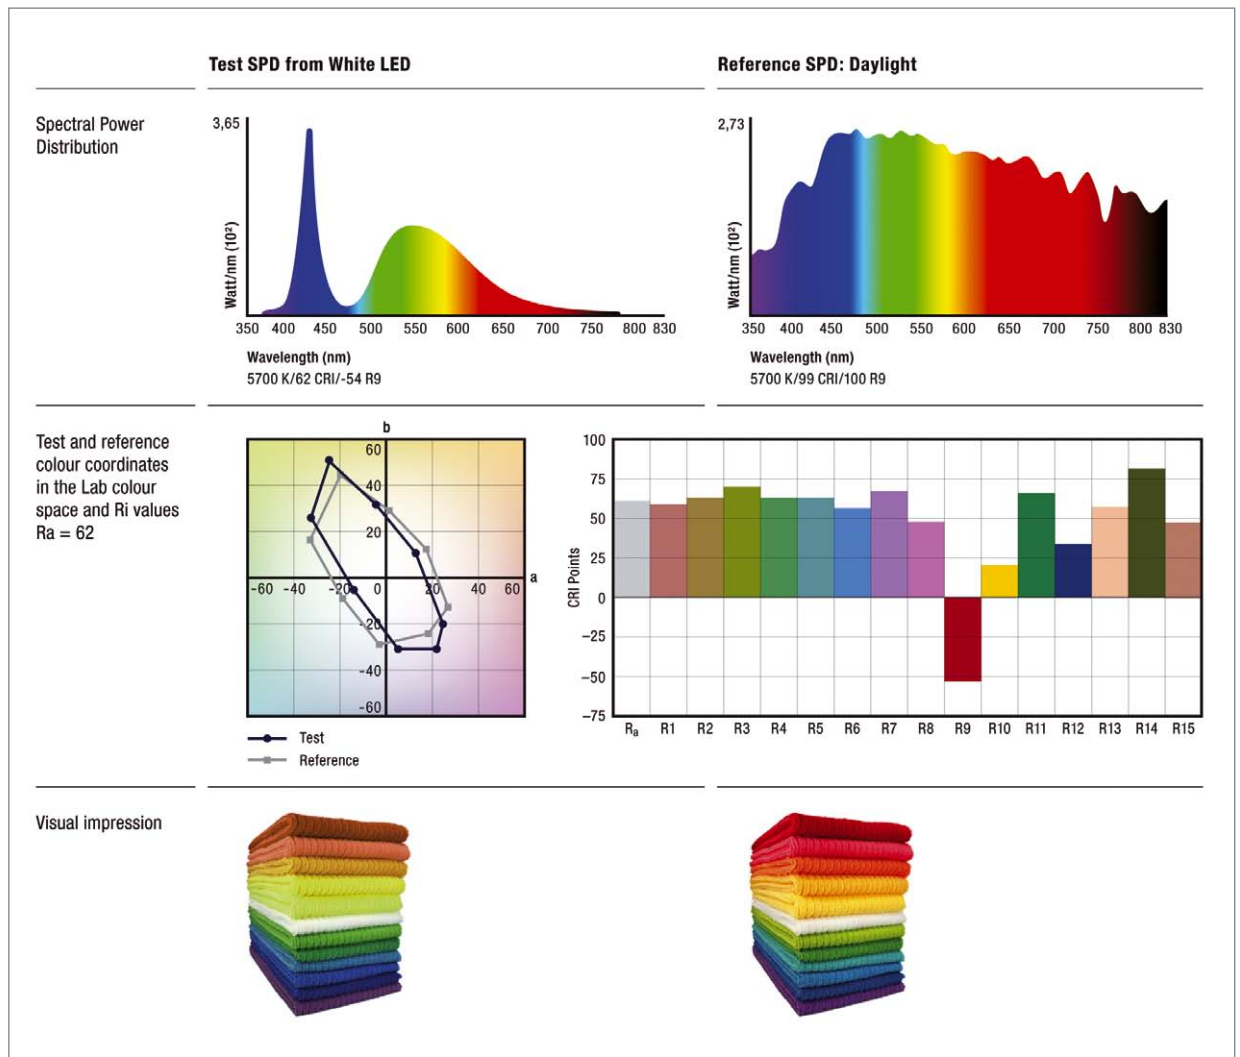 Test SPD from White LED
Reference SPD: Daylight
Spectral Power
Distribution
3,65
Watt/nm (10²)
350 400 450 500 550 600 650 700 750 800 830
Wavelength (nm)
5700 K/62 CRI/-54 R9
2,73
Watt/nm (10²)
350 400 450 500 550 600 650 700 750 800 830
Wavelength (nm)
5700 K/99 CRI/100 R9
Test and reference
colour coordinates
in the Lab colour
space and Ri values
Ra = 62
b
60
40
20
-60 -40 -20 0 20 40 60 a
-20
-40
-60
Test
Reference
CRI Points
100
75
50
25
0
−25
−50
−75
Rₐ R1 R2 R3 R4 R5 R6 R7 R8 R9 R10 R11 R12 R13 R14 R15
Visual impression